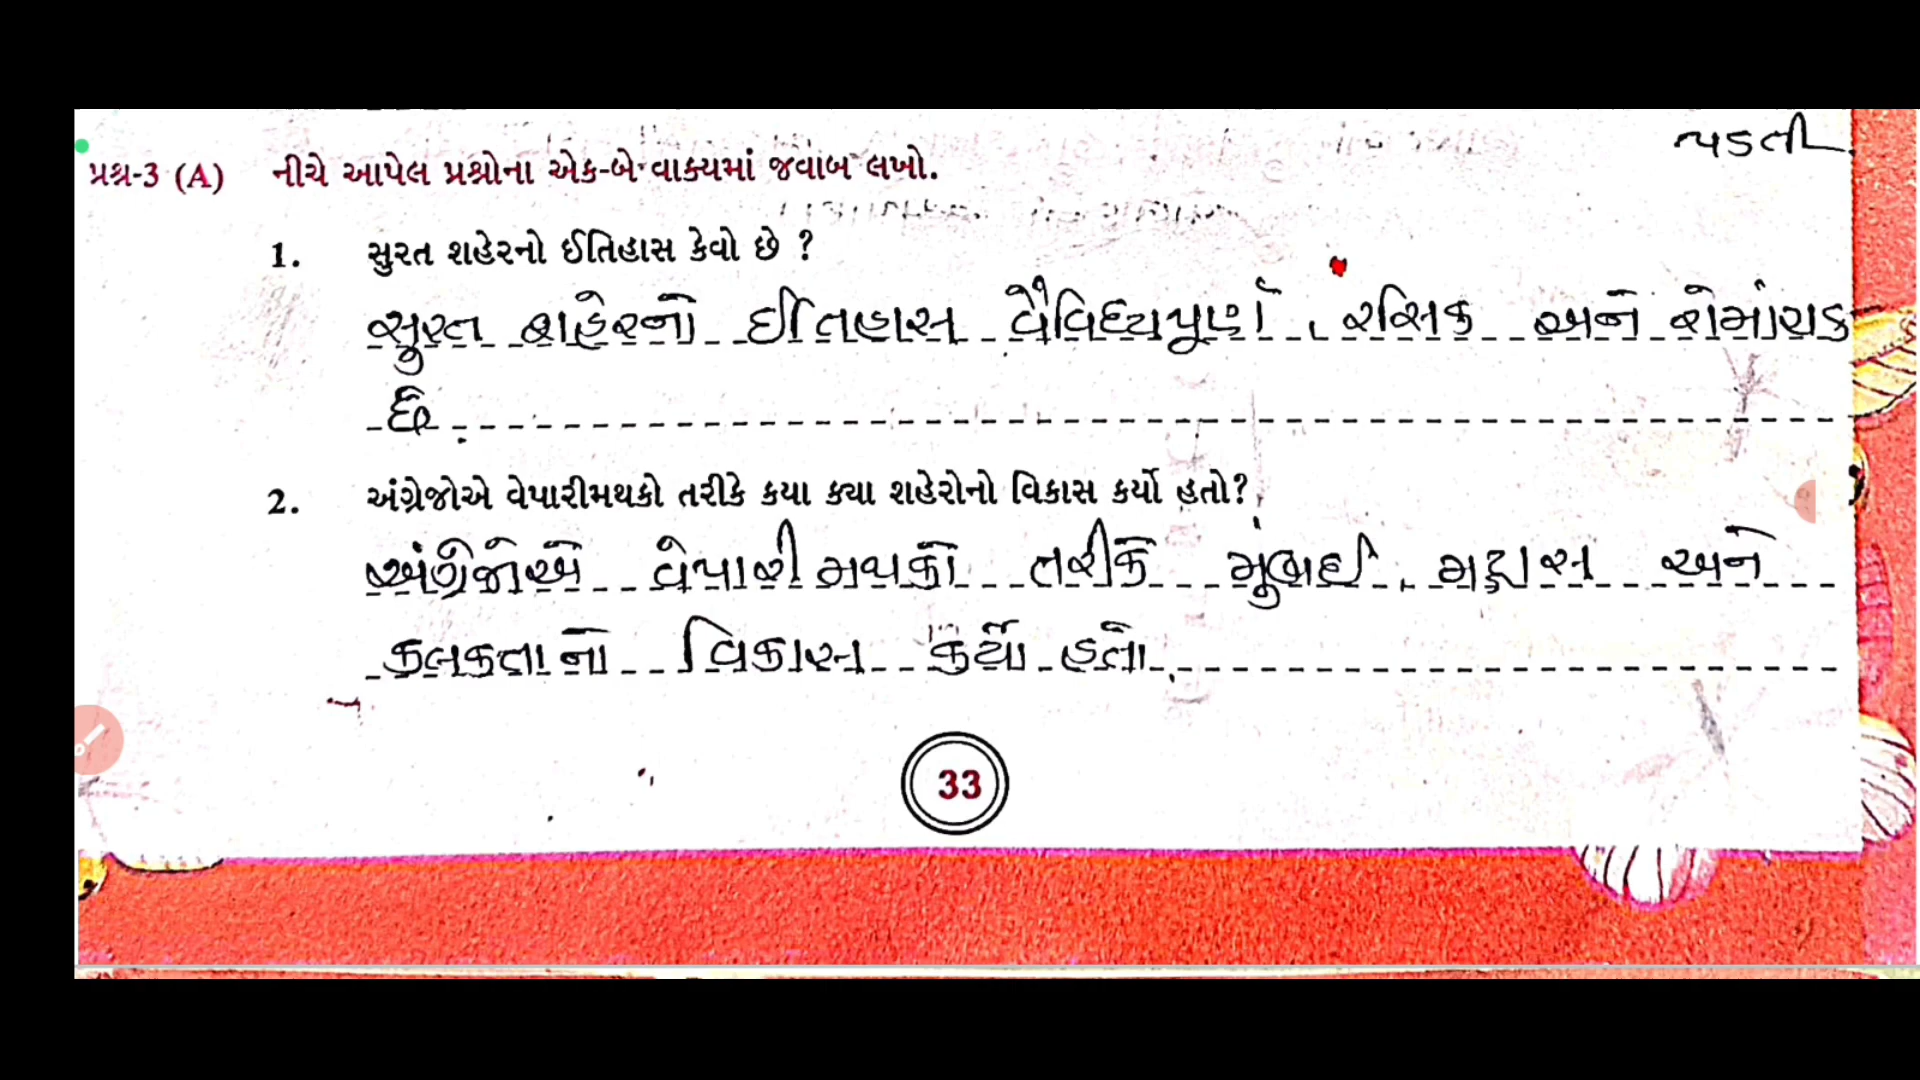 પડતી.
પ્રશ્ન-3 (A) નીચે આપેલ પ્રશ્નોના એક-બે વાક્યમાં જવાબ લખો.
1. સુરત શહેરનો ઈતિહાસ કેવો છે ?
સુરત શહેરનો ઈતિહાસ વૈવિધ્યપૂર્ણ, રસિક અને રોમાંચક
છે.
2. અંગ્રેજોએ વેપારીમથકો તરીકે કયા ક્યા શહેરોનો વિકાસ કર્યો હતો?
અંગ્રેજોએ વેપારી મથકો તરીકે મુંબઈ, મદ્રાસ અને
કલકત્તાનો વિકાસ કર્યો હતો.
33